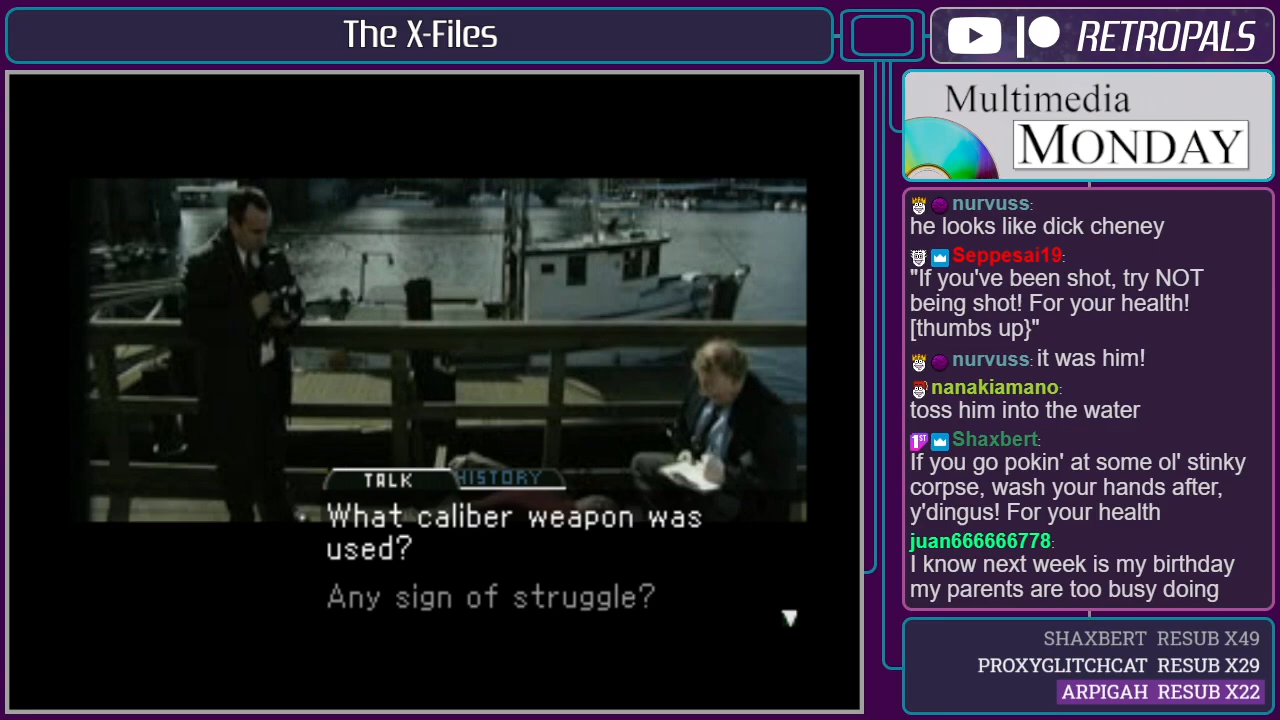 The X-Files
RETROPALS
Multimedia
MONDAY
nurvuss:
he looks like dick cheney
Seppesai19:
"If you've been shot, try NOT
being shot! For your health!
[thumbs up}"
nurvuss: it was him!
nanakiamano:
toss him into the water
1ST Shaxbert:
If you go pokin' at some ol' stinky
corpse, wash your hands after,
y'dingus! For your health
juan666666778:
I know next week is my birthday
my parents are too busy doing
TALK HISTORY
What caliber weapon was
used?
Any sign of struggle?
SHAXBERT RESUB X49
PROXYGLITCHCAT RESUB X29
ARPIGAH RESUB X22